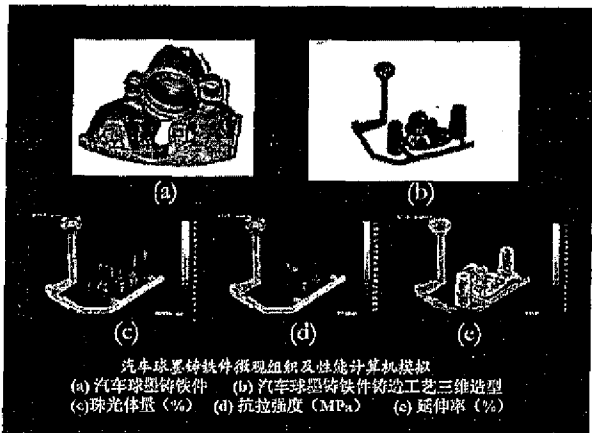 (a)
(b)
(c)
(d)
(e)
汽车球墨铸铁件微观组织及性能计算机模拟
(a) 汽车球墨铸铁件 (b) 汽车球墨铸铁件铸造工艺三维造型
(c)珠光体量（%） (d) 抗拉强度（MPa） (e) 延伸率（%）